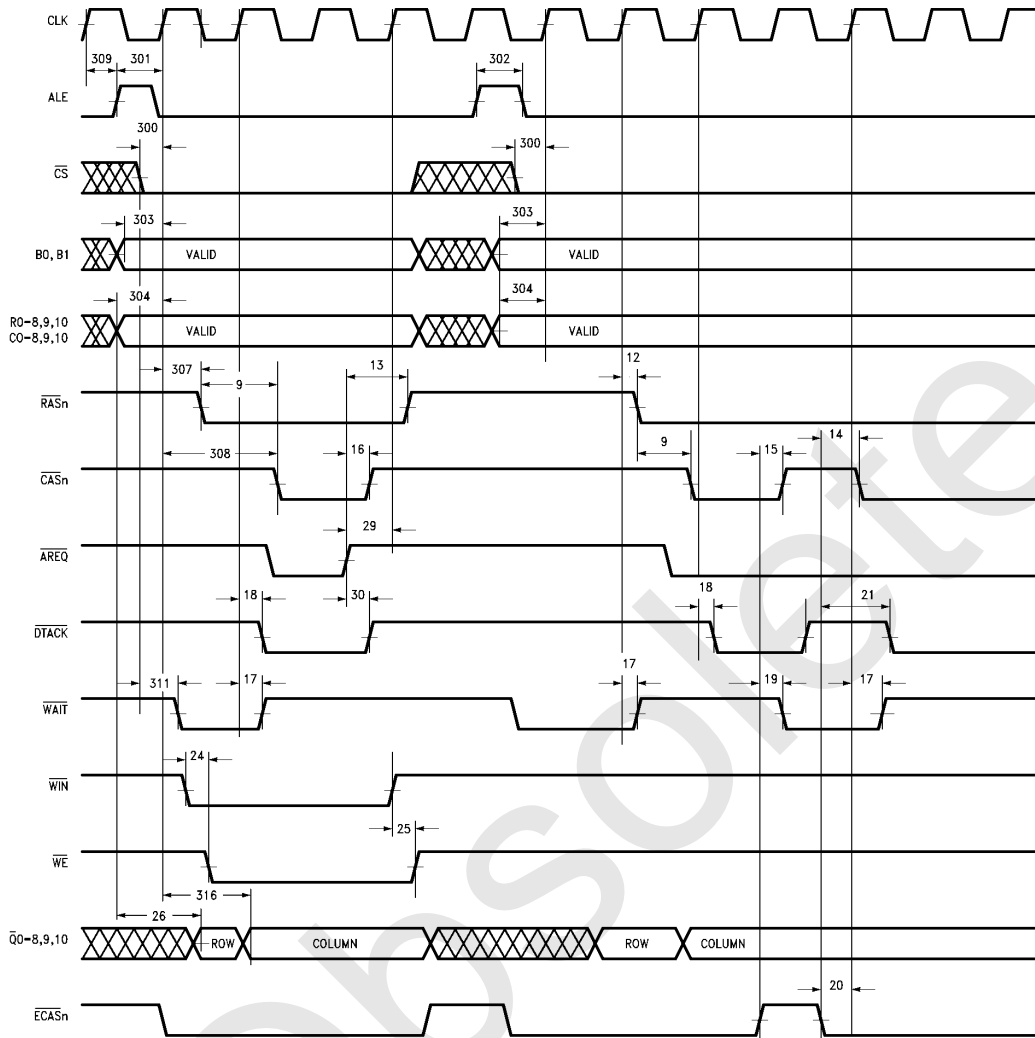 CLK
309 301
302
ALE
300
300
CS
303
303
B0, B1
VALID
VALID
304
304
R0-8,9,10
C0-8,9,10
VALID
VALID
307
9
13
12
RASn
308
16
9
15
14
CASn
29
AREQ
18
30
18
21
DTACK
311
17
17
19
17
WAIT
24
WIN
25
WE
316
26
Q0-8,9,10
ROW
COLUMN
ROW
COLUMN
20
ECASn
Obsolete